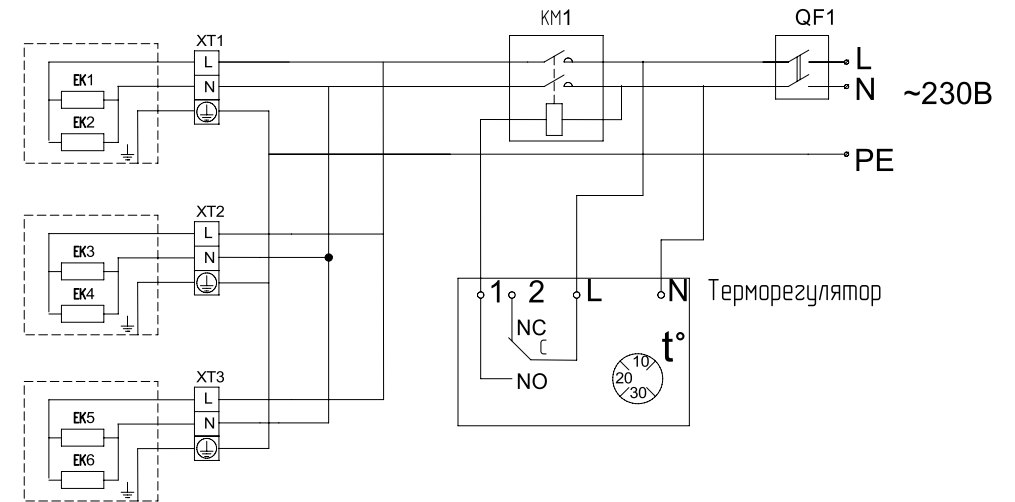 KM1
QF1
XT1
L
N
EK1
EK2
L
N
~230В
PE
XT2
L
N
EK3
EK4
1
2
L
N
Терморегулятор
NC
C
NO
t°
10
20
30
XT3
L
N
EK5
EK6